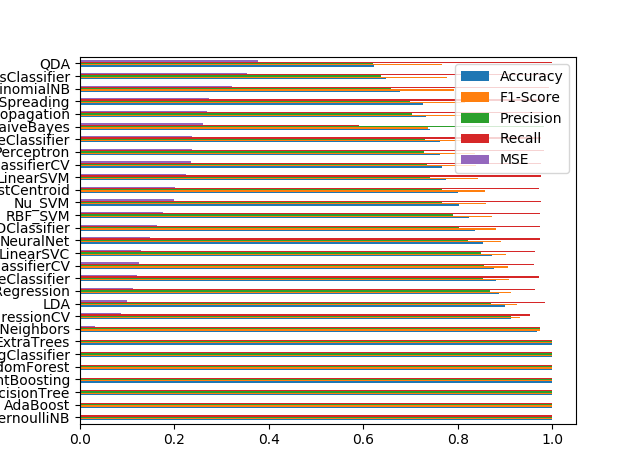 QDA
sClassifier
inomialNB
Spreading
opagation
aiveBayes
eClassifier
Perceptron
assifierCV
LinearSVM
stCentroid
Nu_SVM
RBF_SVM
DClassifier
NeuralNet
LinearSVC
assifierCV
eClassifier
Regression
LDA
ressionCV
Neighbors
ExtraTrees
gClassifier
domForest
ntBoosting
cisionTree
AdaBoost
ernoulliNB
0.0 0.2 0.4 0.6 0.8 1.0
Accuracy
F1-Score
Precision
Recall
MSE